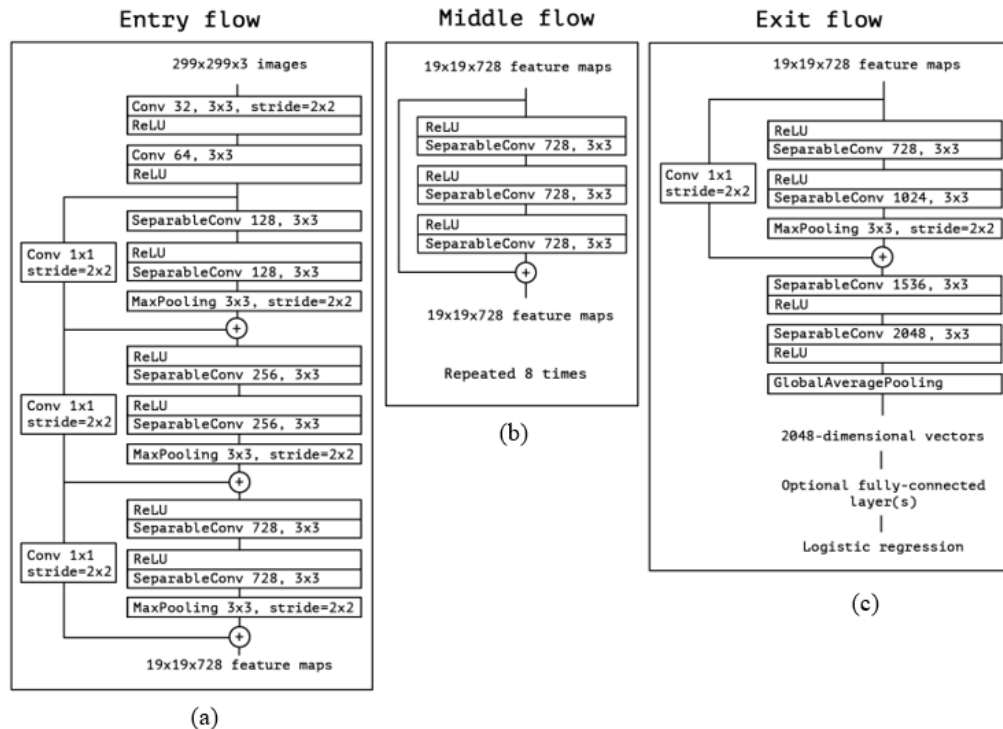 Entry flow
299x299x3 images
Conv 32, 3x3, stride=2x2
ReLU
Conv 64, 3x3
ReLU
SeparableConv 128, 3x3
Conv 1x1
stride=2x2
ReLU
SeparableConv 128, 3x3
MaxPooling 3x3, stride=2x2
+
ReLU
SeparableConv 256, 3x3
Conv 1x1
stride=2x2
ReLU
SeparableConv 256, 3x3
MaxPooling 3x3, stride=2x2
+
ReLU
SeparableConv 728, 3x3
Conv 1x1
stride=2x2
ReLU
SeparableConv 728, 3x3
MaxPooling 3x3, stride=2x2
+
19x19x728 feature maps
(a)
Middle flow
19x19x728 feature maps
ReLU
SeparableConv 728, 3x3
ReLU
SeparableConv 728, 3x3
ReLU
SeparableConv 728, 3x3
+
19x19x728 feature maps
Repeated 8 times
(b)
Exit flow
19x19x728 feature maps
ReLU
SeparableConv 728, 3x3
Conv 1x1
stride=2x2
ReLU
SeparableConv 1024, 3x3
MaxPooling 3x3, stride=2x2
+
SeparableConv 1536, 3x3
ReLU
SeparableConv 2048, 3x3
ReLU
GlobalAveragePooling
2048-dimensional vectors
Optional fully-connected
layer(s)
Logistic regression
(c)